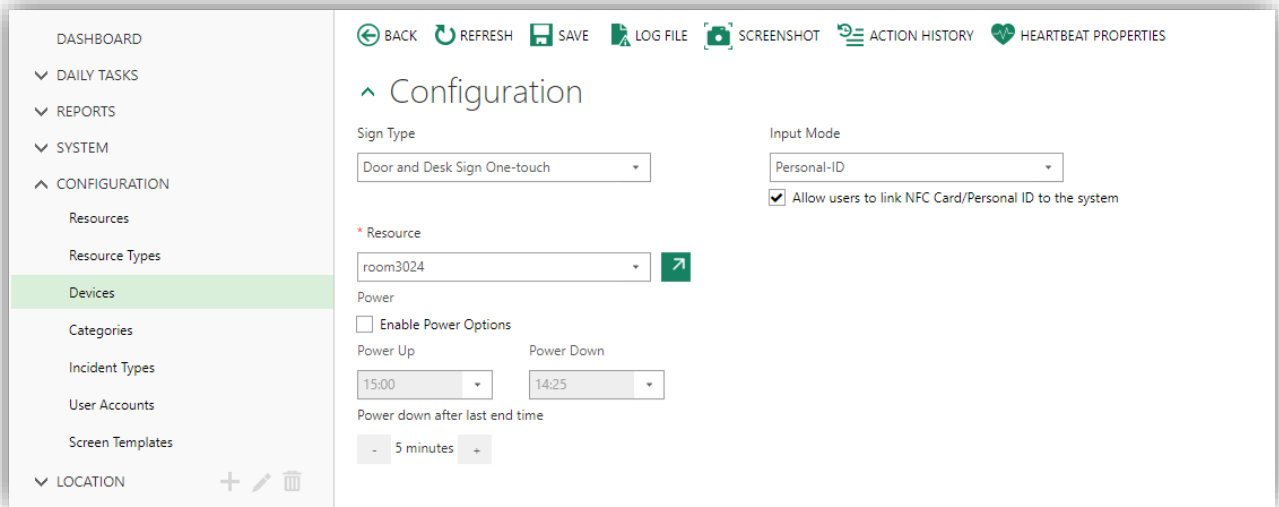 DASHBOARD
DAILY TASKS
REPORTS
SYSTEM
CONFIGURATION
Resources
Resource Types
Devices
Categories
Incident Types
User Accounts
Screen Templates
LOCATION
BACK REFRESH SAVE LOG FILE SCREENSHOT ACTION HISTORY HEARTBEAT PROPERTIES
Configuration
Sign Type
Door and Desk Sign One-touch
Input Mode
Personal-ID
Allow users to link NFC Card/Personal ID to the system
* Resource
room3024
Power
Enable Power Options
Power Up Power Down
15:00 14:25
Power down after last end time
- 5 minutes +